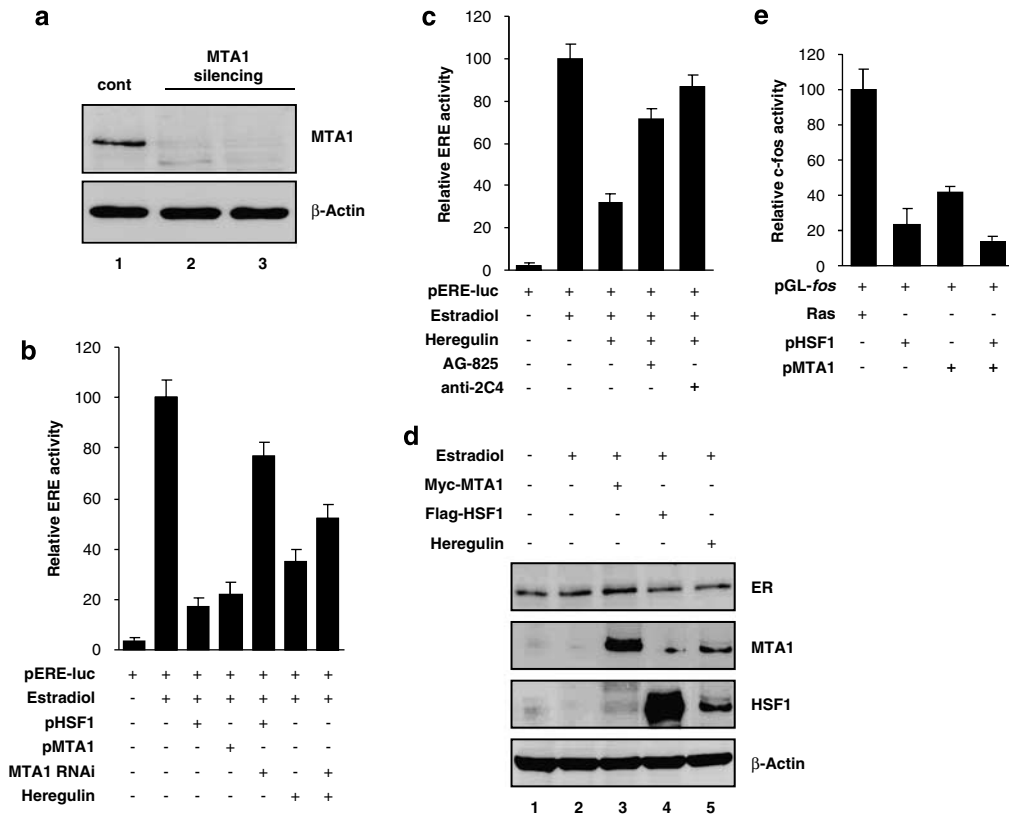 a
MTA1
silencing
cont
MTA1
β-Actin
1 2 3
b
Relative ERE activity
120
100
80
60
40
20
0
pERE-luc + + + + + + +
Estradiol - + + + + + +
pHSF1 - - + - + - -
pMTA1 - - - + - - -
MTA1 RNAi - - - - + - +
Heregulin - - - - - + +
c
Relative ERE activity
120
100
80
60
40
20
0
pERE-luc + + + + +
Estradiol - + + + +
Heregulin - - + + +
AG-825 - - - + -
anti-2C4 - - - - +
d
Estradiol - + + + +
Myc-MTA1 - - + - -
Flag-HSF1 - - - + -
Heregulin - - - - +
ER
MTA1
HSF1
β-Actin
1 2 3 4 5
e
Relative c-fos activity
120
100
80
60
40
20
0
pGL-fos + + + +
Ras + - - -
pHSF1 - + - +
pMTA1 - - + +